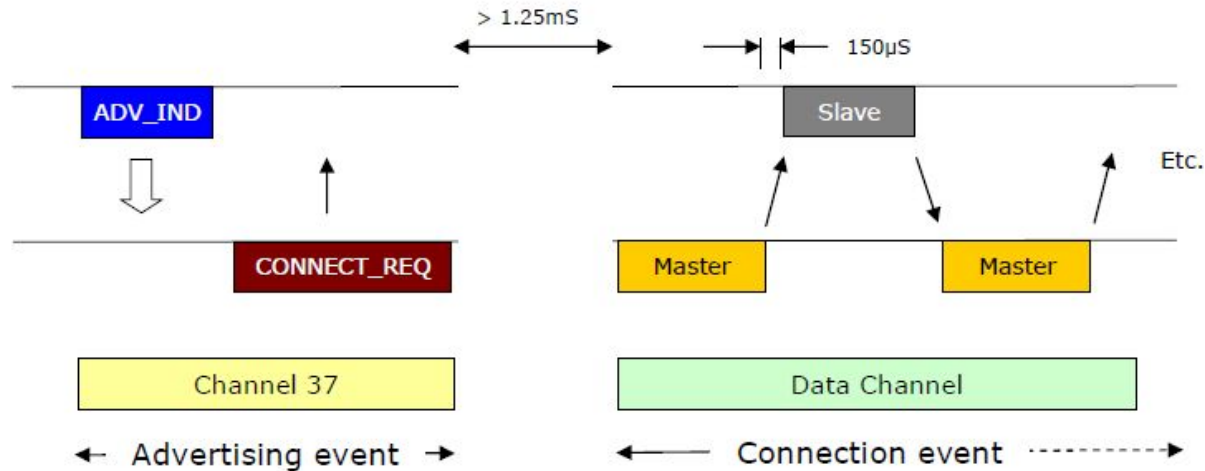 > 1.25mS
150µS
ADV_IND
Slave
Etc.
CONNECT_REQ
Master
Master
Channel 37
Data Channel
Advertising event
Connection event